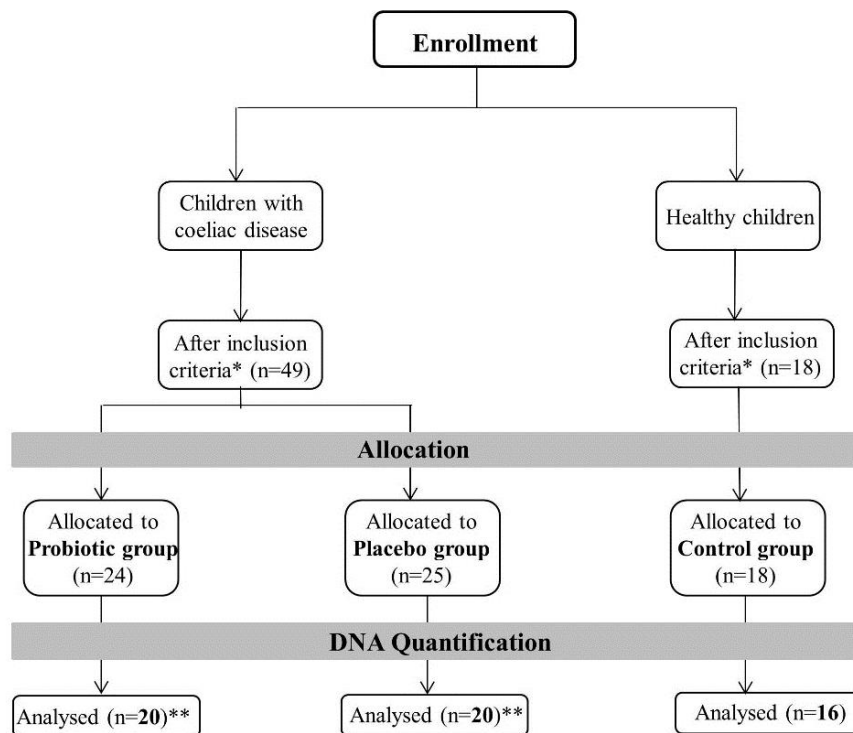 Enrollment
Children with
coeliac disease
Healthy children
After inclusion
criteria* (n=49)
After inclusion
criteria* (n=18)
Allocation
Allocated to
Probiotic group
(n=24)
Allocated to
Placebo group
(n=25)
Allocated to
Control group
(n=18)
DNA Quantification
Analysed (n=20)**
Analysed (n=20)**
Analysed (n=16)